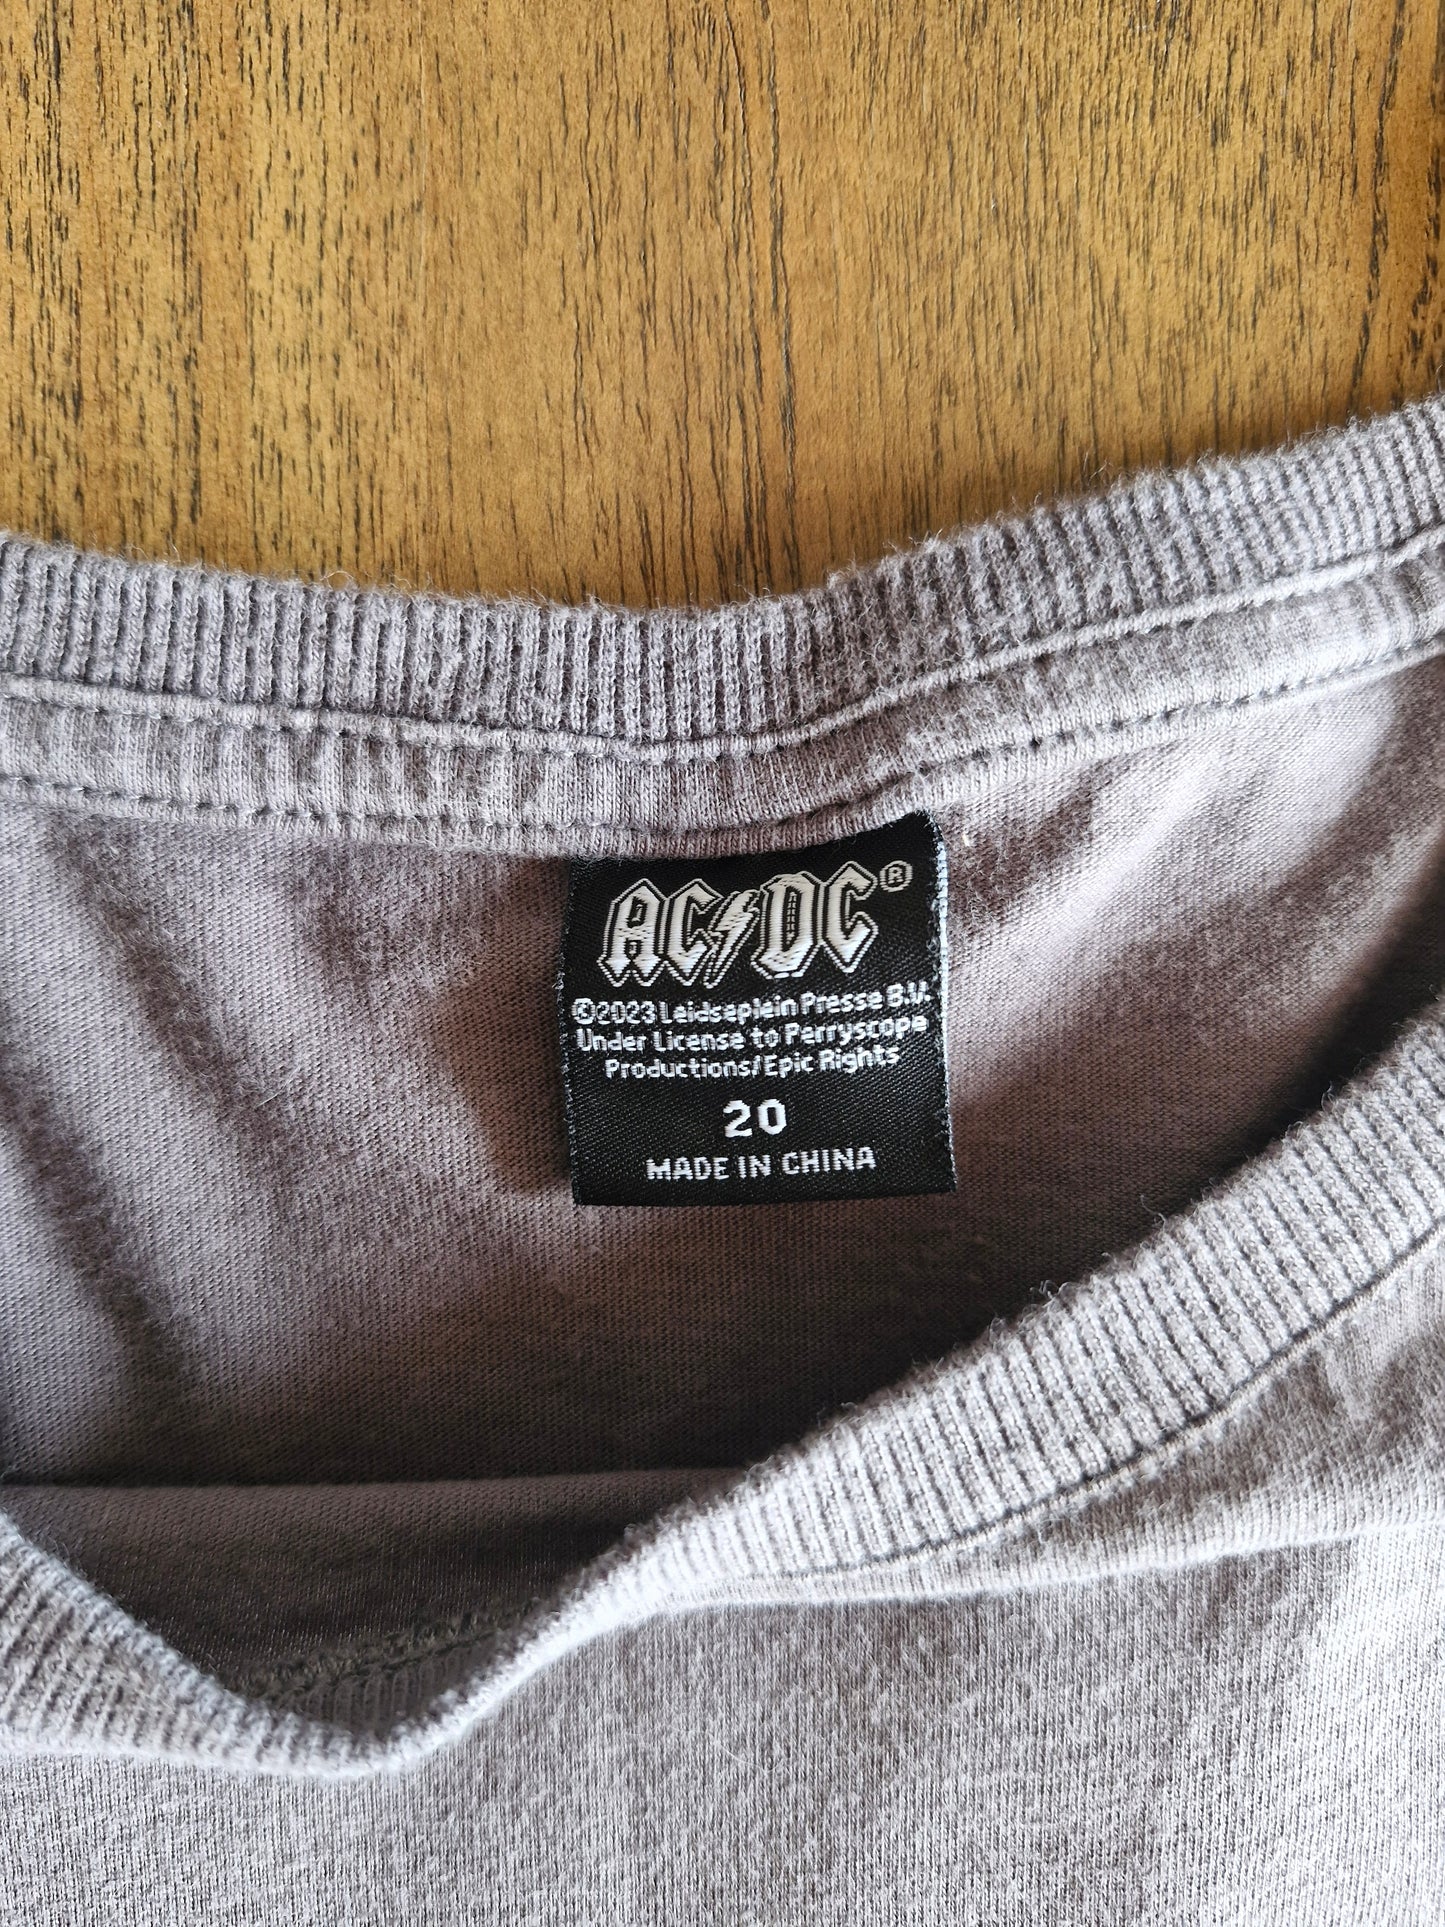 AC⚡DC®
©2023 Leidseplein Presse B.V.
Under License to Perryscope
Productions/Epic Rights
20
MADE IN CHINA